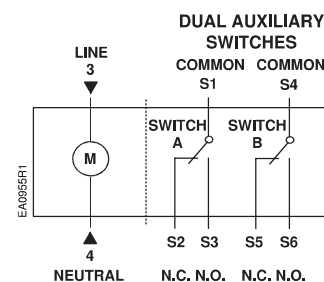 DUAL AUXILIARY
SWITCHES
LINE
3
COMMON COMMON
S1 S4
SWITCH
A
SWITCH
B
M
EA0955R1
4
NEUTRAL
S2 S3 S5 S6
N.C. N.O. N.C. N.O.